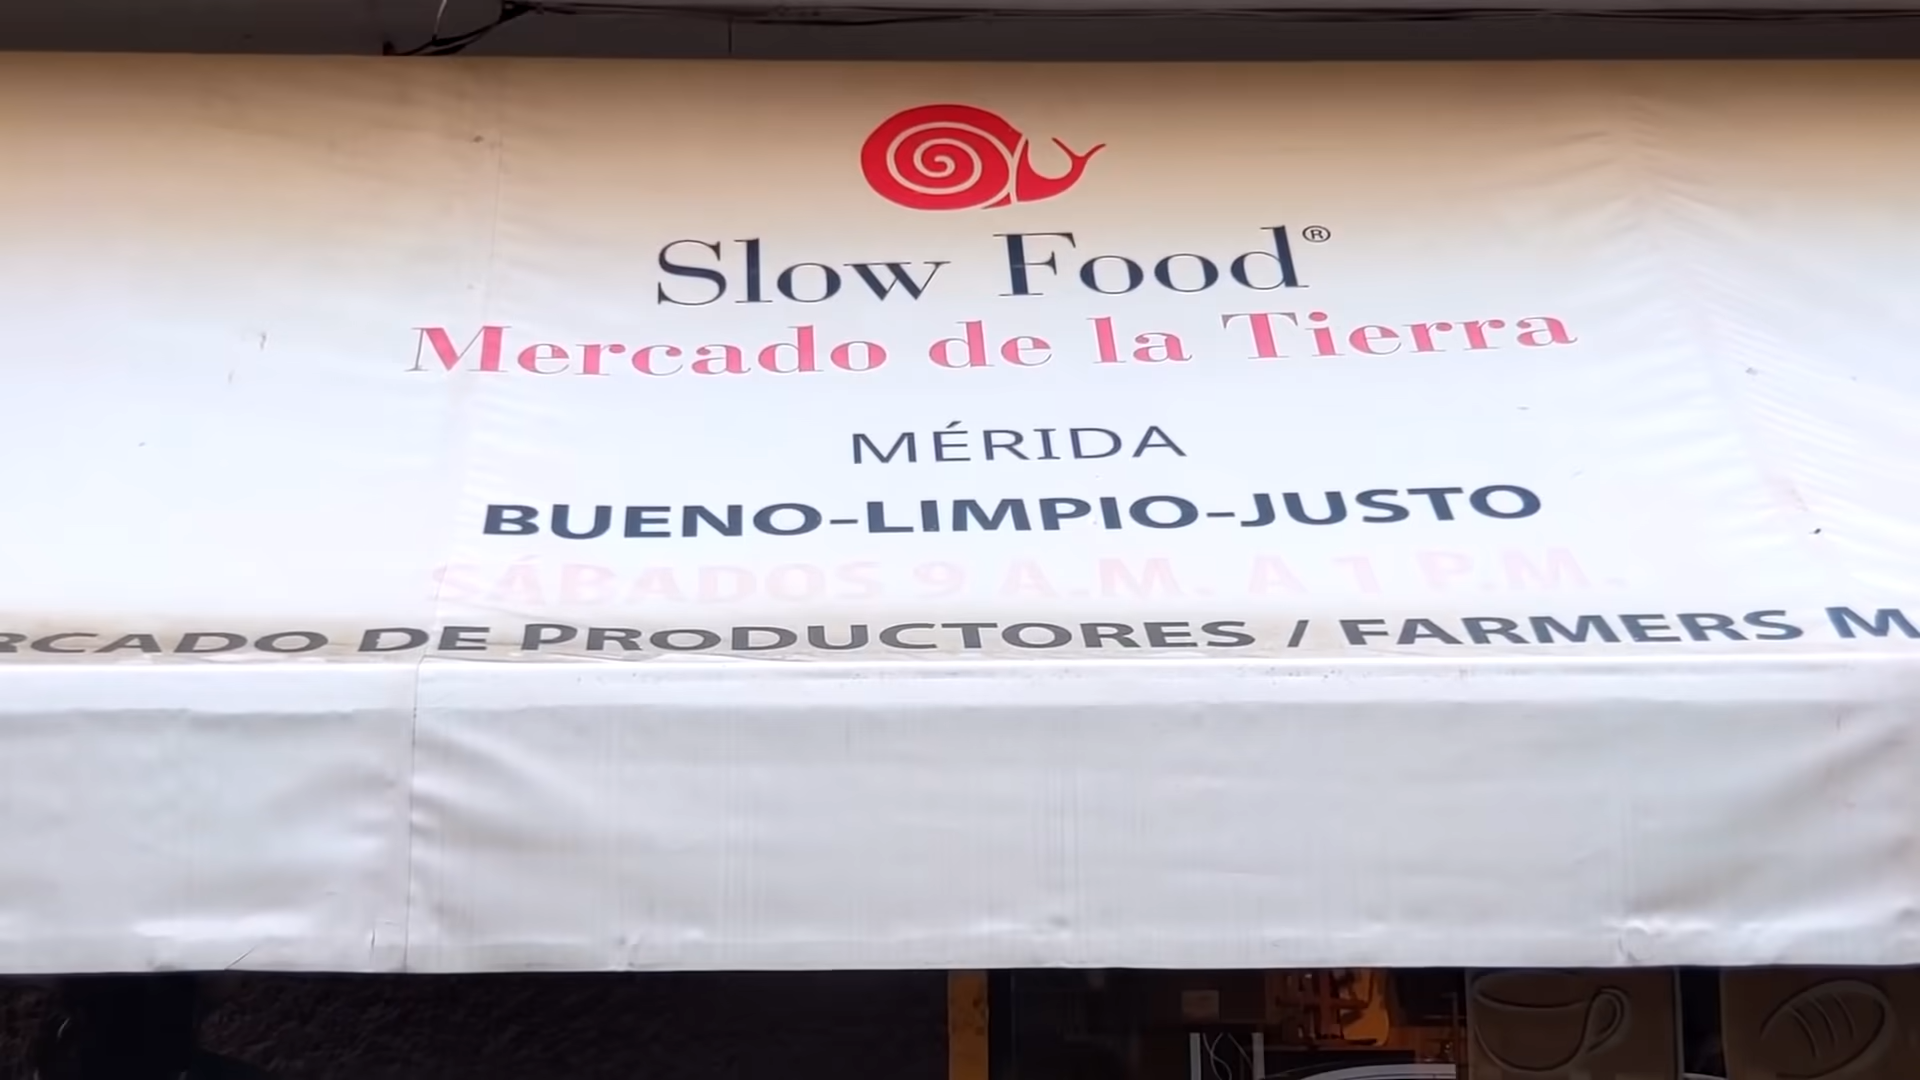 Slow Food®
Mercado de la Tierra
MÉRIDA
BUENO-LIMPIO-JUSTO
SÁBADOS 9 A.M. A 1 P.M.
RCADO DE PRODUCTORES / FARMERS M